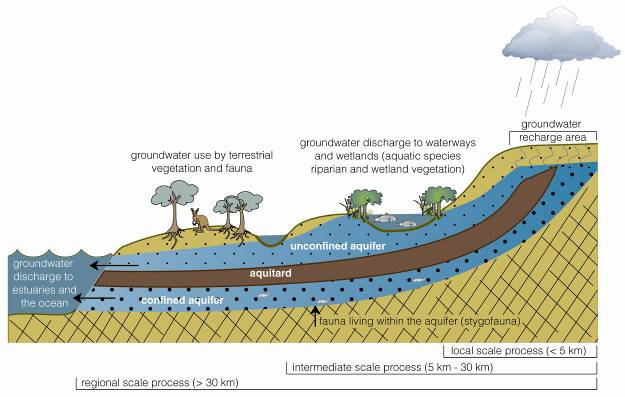 groundwater
recharge area
groundwater discharge to waterways
and wetlands (aquatic species
riparian and wetland vegetation)
groundwater use by terrestrial
vegetation and fauna
unconfined aquifer
groundwater
discharge to
estuaries and
the ocean
aquitard
confined aquifer
fauna living within the aquifer (stygofauna)
local scale process (< 5 km)
intermediate scale process (5 km - 30 km)
regional scale process (> 30 km)